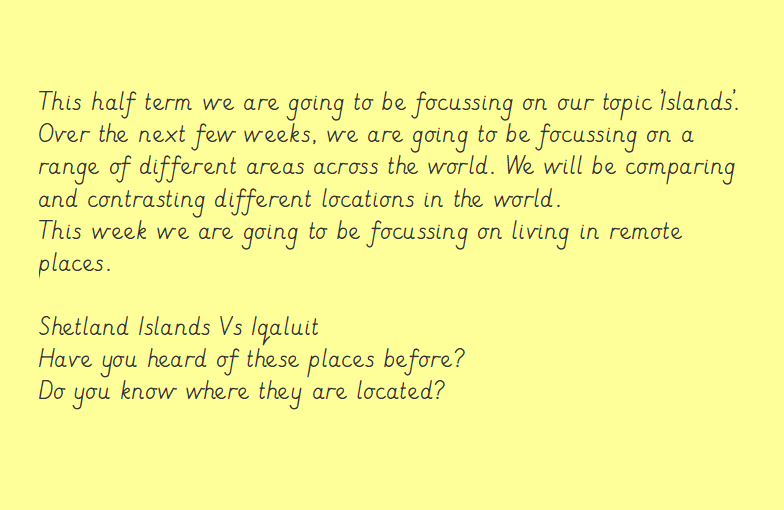 This half term we are going to be focussing on our topic 'Islands'.
Over the next few weeks, we are going to be focussing on a
range of different areas across the world. We will be comparing
and contrasting different locations in the world.
This week we are going to be focussing on living in remote
places.
Shetland Islands Vs Iqaluit
Have you heard of these places before?
Do you know where they are located?